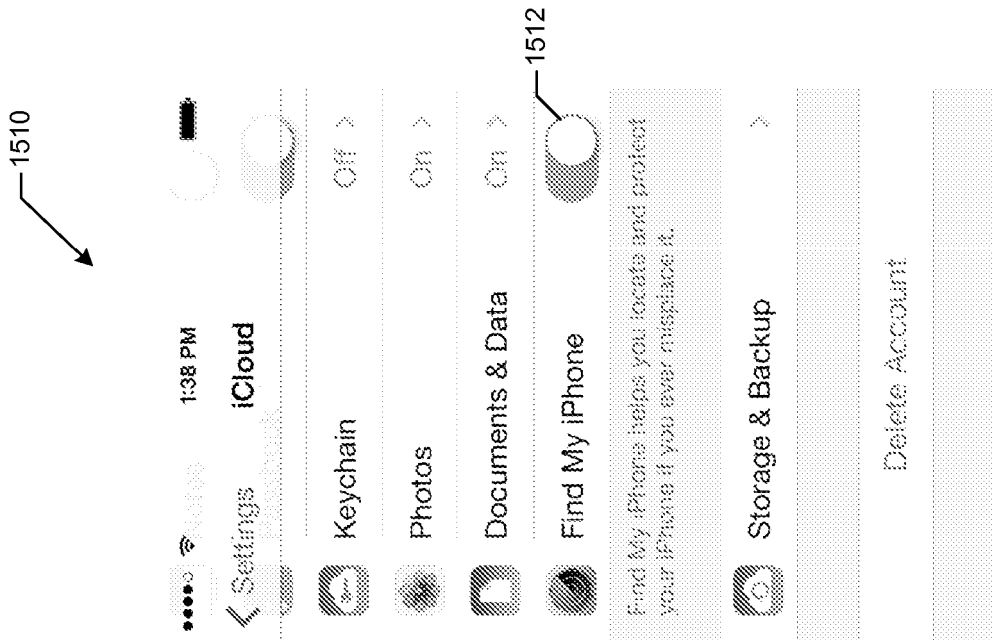 1510
1:38 PM
Settings iCloud
Keychain Off
Photos On
Documents & Data On
Find My iPhone
1512
Find My iPhone helps you locate and protect
your iPhone if you ever misplace it.
Storage & Backup
Delete Account